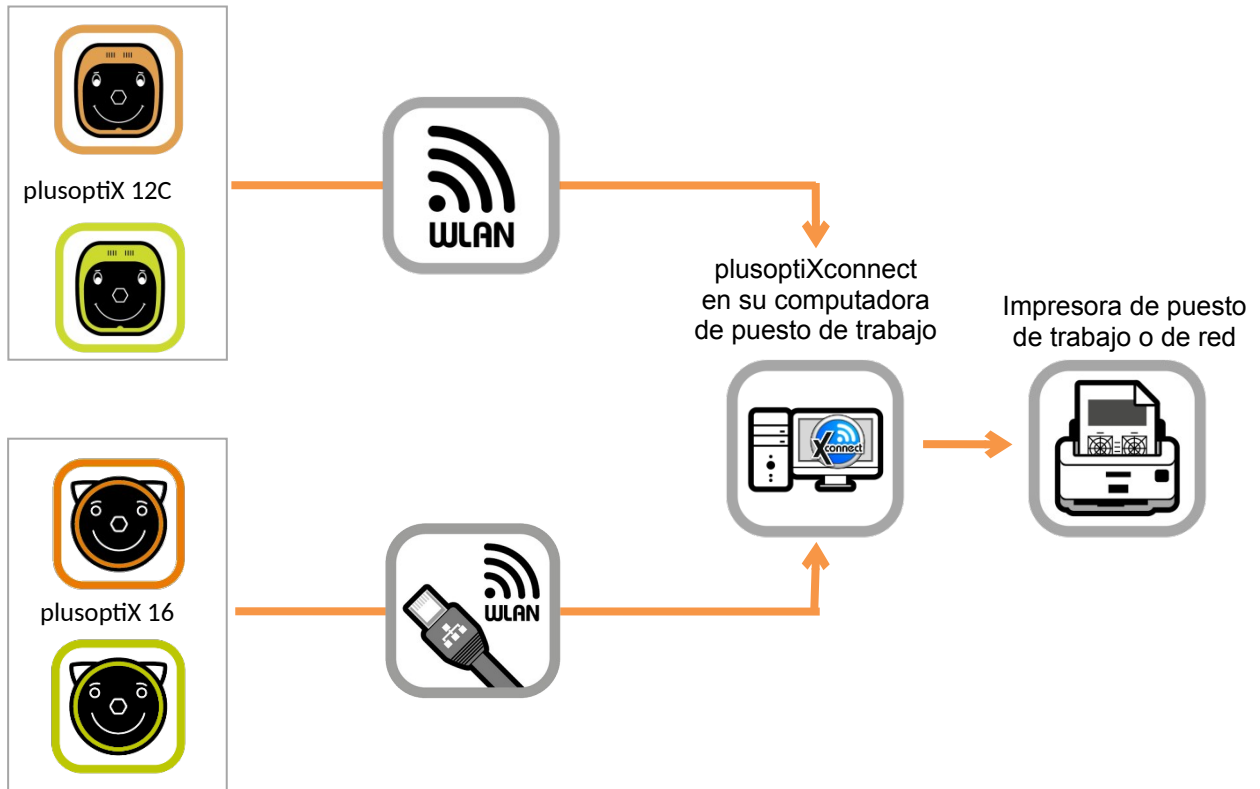 plusoptiX 12C
WLAN
plusoptiXconnect
en su computadora
de puesto de trabajo
Impresora de puesto
de trabajo o de red
Xconnect
plusoptiX 16
WLAN